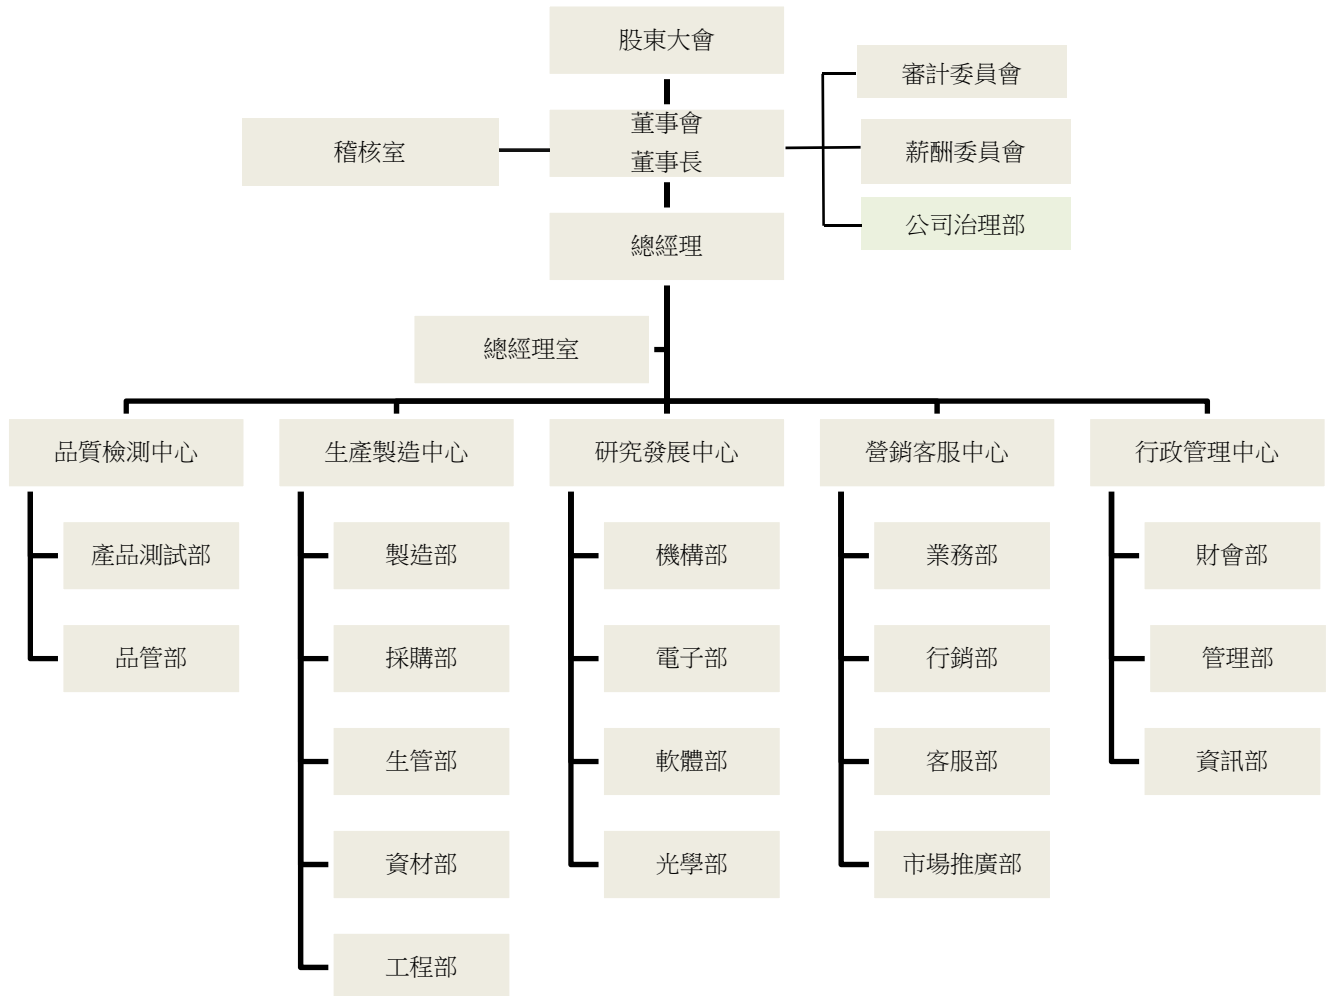 股東大會
審計委員會
董事會
董事長
稽核室
薪酬委員會
公司治理部
總經理
總經理室
品質檢測中心
生產製造中心
研究發展中心
營銷客服中心
行政管理中心
產品測試部
製造部
機構部
業務部
財會部
品管部
採購部
電子部
行銷部
管理部
生管部
軟體部
客服部
資訊部
資材部
光學部
市場推廣部
工程部